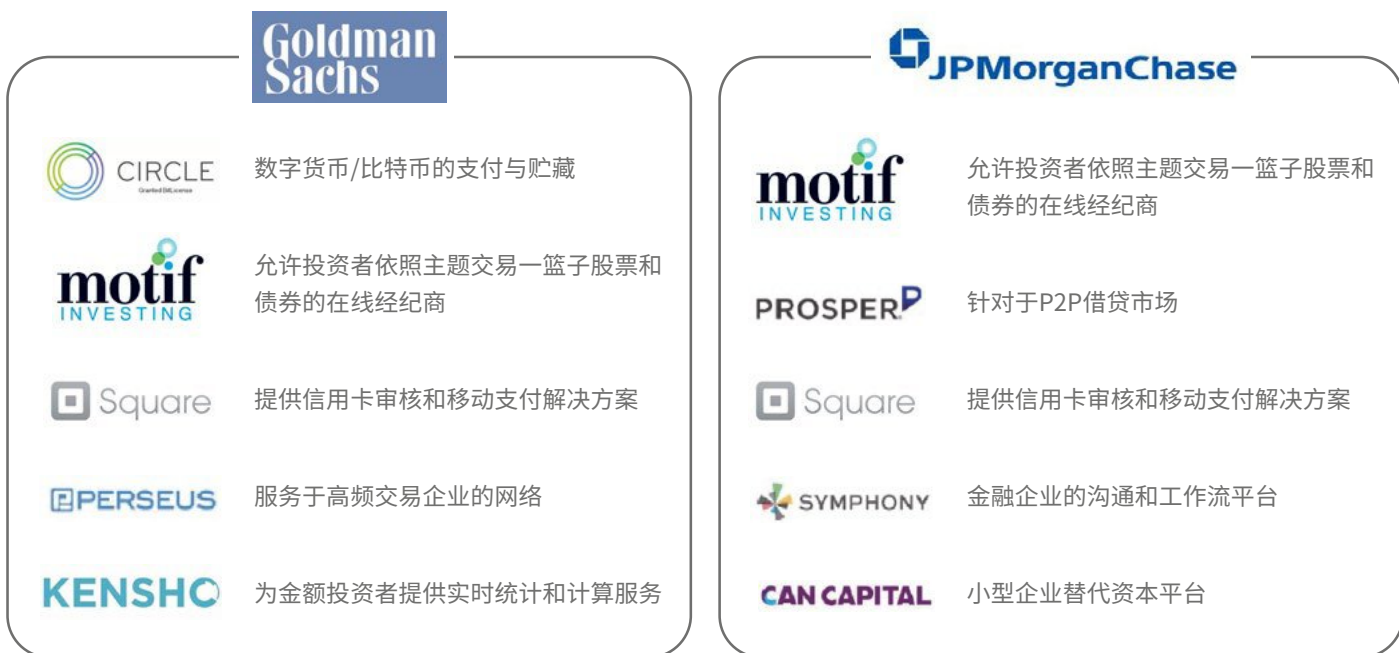 Goldman
Sachs
CIRCLE
Granted BitLicense
数字货币/比特币的支付与贮藏
motif
INVESTING
允许投资者依照主题交易一篮子股票和
债券的在线经纪商
Square
提供信用卡审核和移动支付解决方案
PERSEUS
服务于高频交易企业的网络
KENSHO
为金额投资者提供实时统计和计算服务
JPMorganChase
motif
INVESTING
允许投资者依照主题交易一篮子股票和
债券的在线经纪商
PROSPER
针对于P2P借贷市场
Square
提供信用卡审核和移动支付解决方案
SYMPHONY
金融企业的沟通和工作流平台
CAN CAPITAL
小型企业替代资本平台